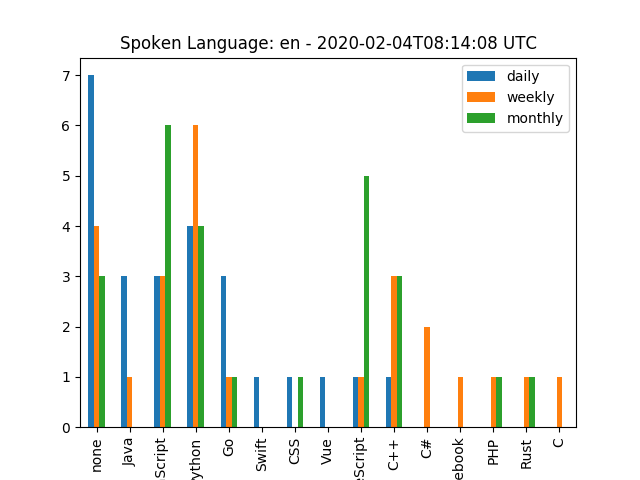 Spoken Language: en - 2020-02-04T08:14:08 UTC
daily
weekly
monthly
7
6
5
4
3
2
1
0
none
Java
Script
ython
Go
Swift
CSS
Vue
eScript
C++
C#
ebook
PHP
Rust
C